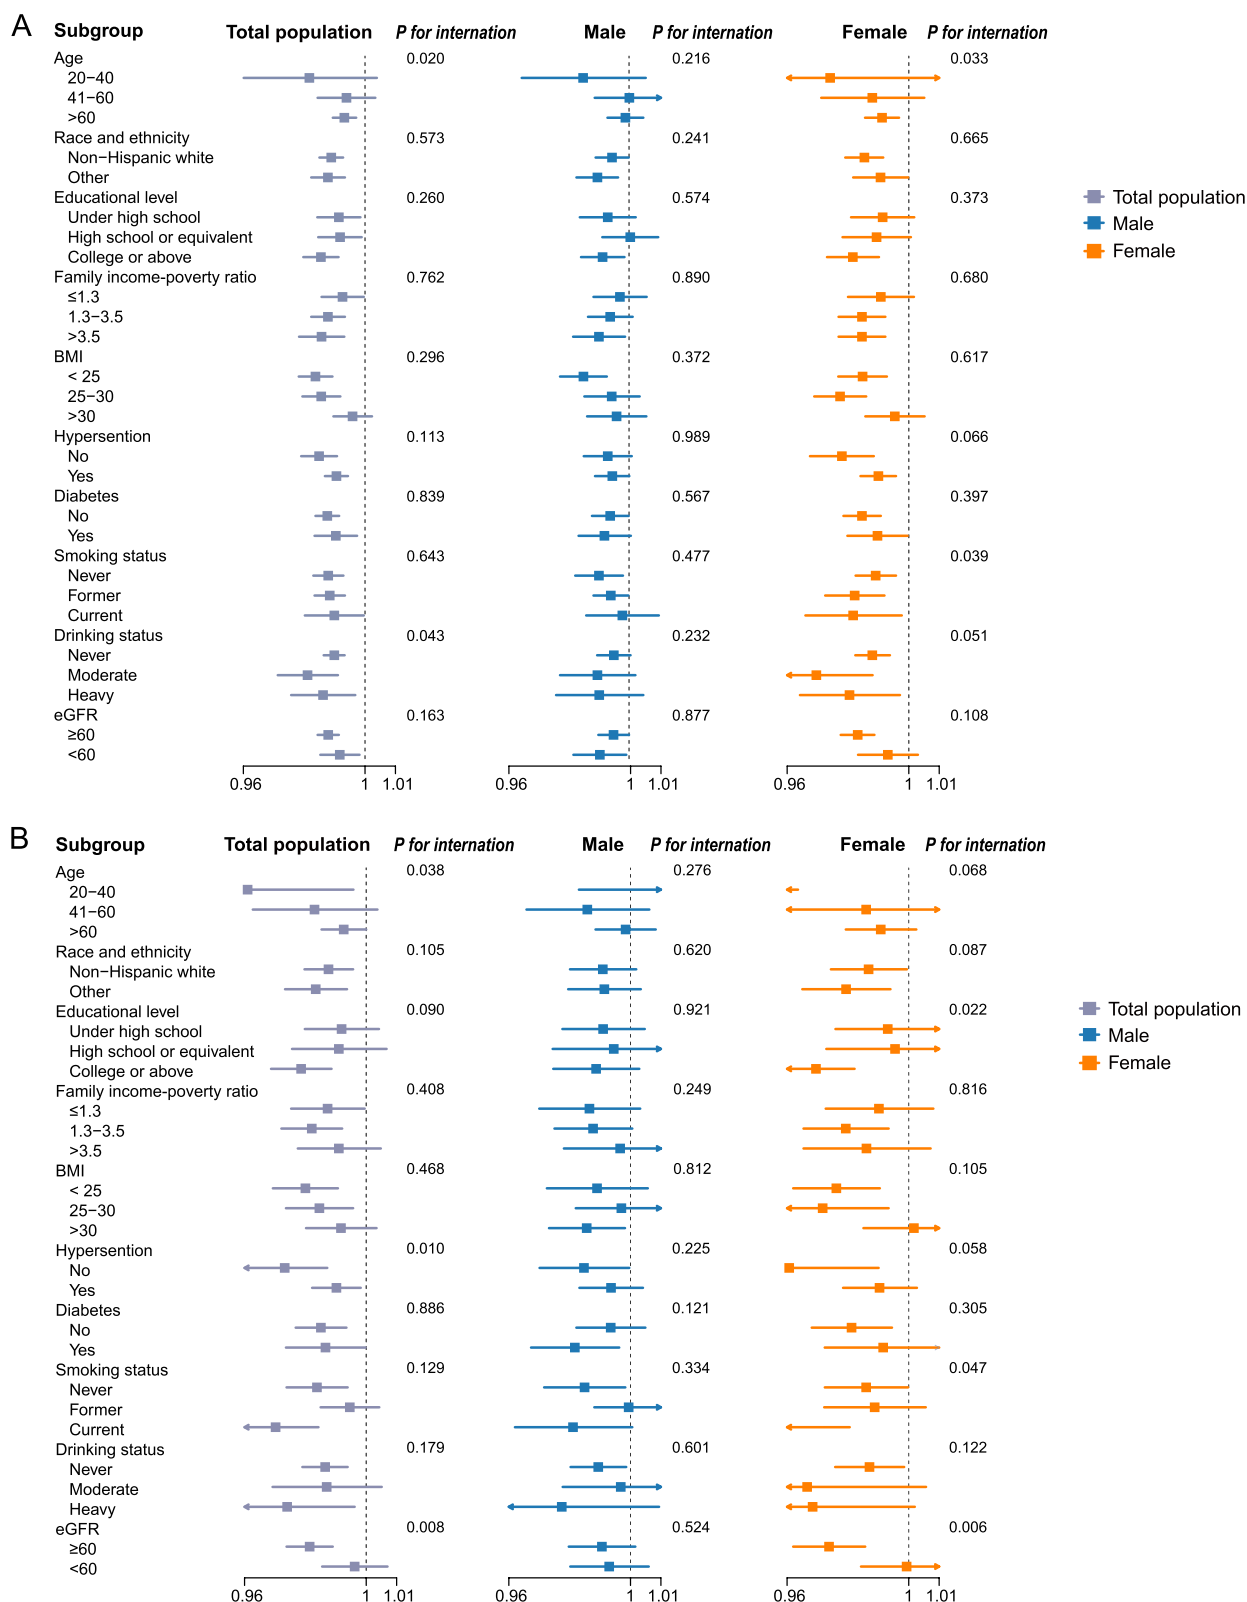 A
Subgroup Total population P for internation Male P for internation Female P for internation
Age 0.020 0.216 0.033
20−40
41−60
>60
Race and ethnicity 0.573 0.241 0.665
Non−Hispanic white
Other
Educational level 0.260 0.574 0.373
Under high school
High school or equivalent
College or above
Family income-poverty ratio 0.762 0.890 0.680
≤1.3
1.3−3.5
>3.5
BMI 0.296 0.372 0.617
< 25
25−30
>30
Hypersention 0.113 0.989 0.066
No
Yes
Diabetes 0.839 0.567 0.397
No
Yes
Smoking status 0.643 0.477 0.039
Never
Former
Current
Drinking status 0.043 0.232 0.051
Never
Moderate
Heavy
eGFR 0.163 0.877 0.108
≥60
<60
0.96 1 1.01 0.96 1 1.01 0.96 1 1.01
Total population
Male
Female
B
Subgroup Total population P for internation Male P for internation Female P for internation
Age 0.038 0.276 0.068
20−40
41−60
>60
Race and ethnicity 0.105 0.620 0.087
Non−Hispanic white
Other
Educational level 0.090 0.921 0.022
Under high school
High school or equivalent
College or above
Family income-poverty ratio 0.408 0.249 0.816
≤1.3
1.3−3.5
>3.5
BMI 0.468 0.812 0.105
< 25
25−30
>30
Hypersention 0.010 0.225 0.058
No
Yes
Diabetes 0.886 0.121 0.305
No
Yes
Smoking status 0.129 0.334 0.047
Never
Former
Current
Drinking status 0.179 0.601 0.122
Never
Moderate
Heavy
eGFR 0.008 0.524 0.006
≥60
<60
0.96 1 1.01 0.96 1 1.01 0.96 1 1.01
Total population
Male
Female